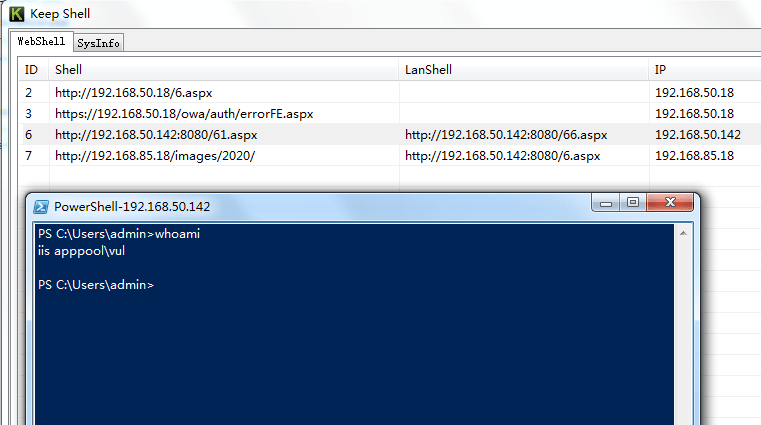 K Keep Shell
WebShell SysInfo
ID Shell LanShell IP
2 http://192.168.50.18/6.aspx 192.168.50.18
3 https://192.168.50.18/owa/auth/errorFE.aspx 192.168.50.18
6 http://192.168.50.142:8080/61.aspx http://192.168.50.142:8080/66.aspx 192.168.50.142
7 http://192.168.85.18/images/2020/ http://192.168.50.142:8080/6.aspx 192.168.85.18
PowerShell-192.168.50.142
PS C:\Users\admin>whoami
iis apppool\vul
PS C:\Users\admin>